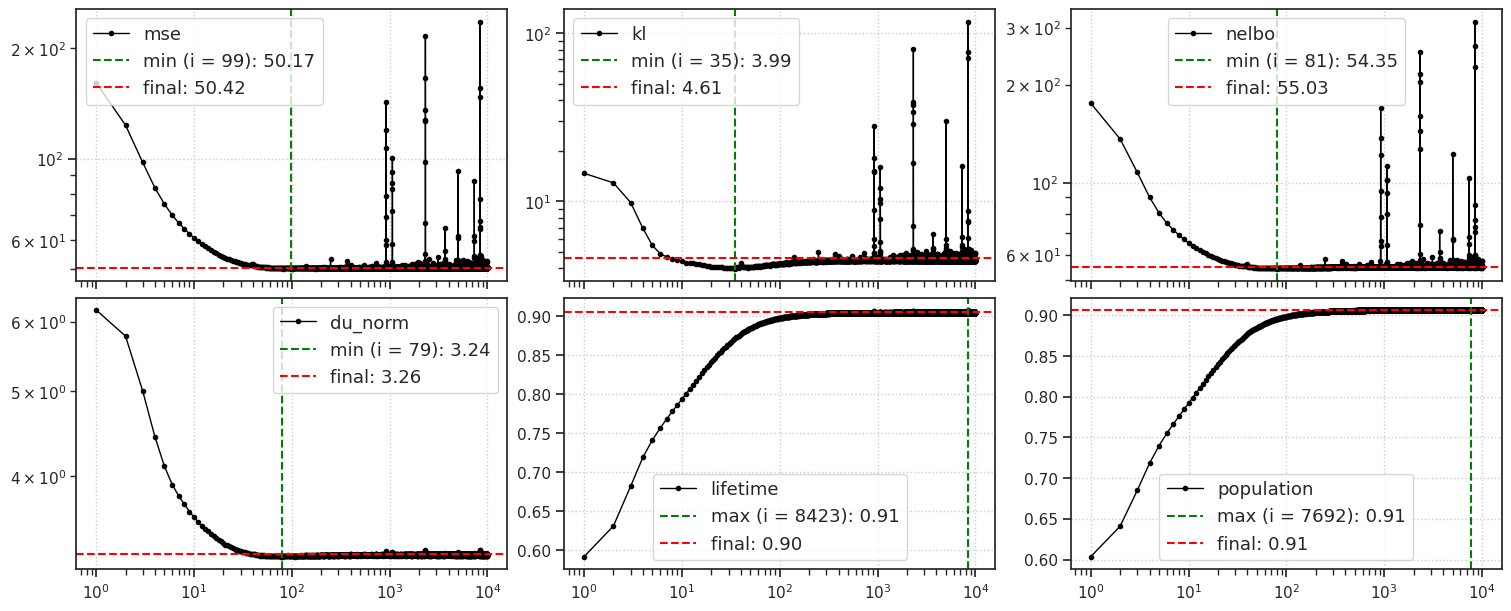 mse
min (i = 99): 50.17
final: 50.42
2 × 10²
10²
6 × 10¹
kl
min (i = 35): 3.99
final: 4.61
10²
10¹
nelbo
min (i = 81): 54.35
final: 55.03
3 × 10²
2 × 10²
10²
6 × 10¹
du_norm
min (i = 79): 3.24
final: 3.26
6 × 10⁰
5 × 10⁰
4 × 10⁰
10⁰ 10¹ 10² 10³ 10⁴
0.90
0.85
0.80
0.75
0.70
0.65
0.60
lifetime
max (i = 8423): 0.91
final: 0.90
10⁰ 10¹ 10² 10³ 10⁴
0.90
0.85
0.80
0.75
0.70
0.65
0.60
population
max (i = 7692): 0.91
final: 0.91
10⁰ 10¹ 10² 10³ 10⁴